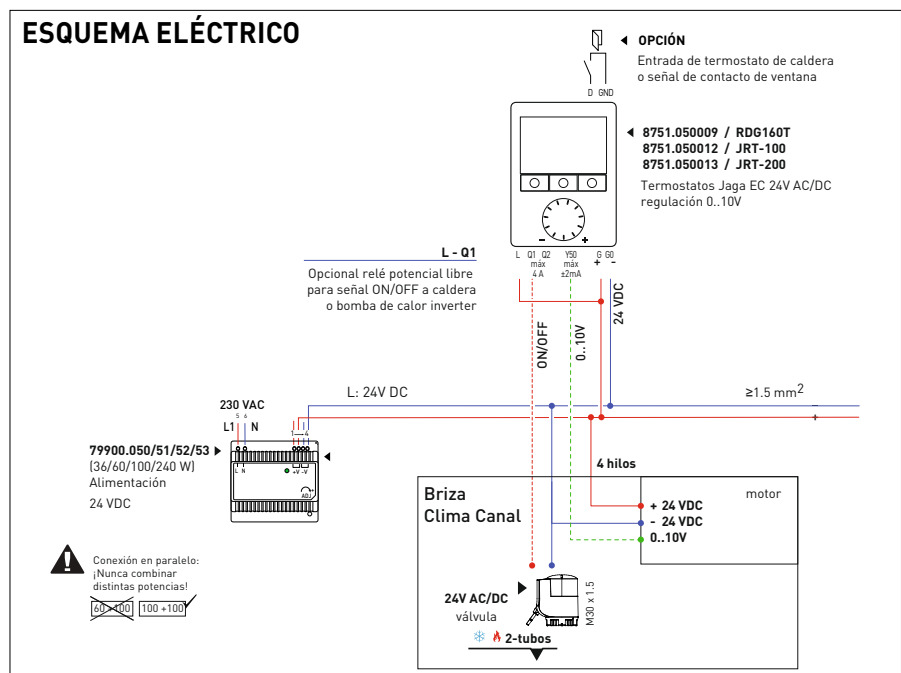 ESQUEMA ELÉCTRICO
OPCIÓN
Entrada de termostato de caldera
o señal de contacto de ventana
D GND
8751.050009 / RDG160T
8751.050012 / JRT-100
8751.050013 / JRT-200
Termostatos Jaga EC 24V AC/DC
regulación 0..10V
- +
L Q1 Q2 Y50 G G0
máx máx + -
4 A ±2mA
L - Q1
Opcional relé potencial libre
para señal ON/OFF a caldera
o bomba de calor inverter
ON/OFF
0..10V
24 VDC
L: 24V DC
≥1.5 mm2
-
+
230 VAC
5 6
L1 N
1 4
79900.050/51/52/53
(36/60/100/240 W)
Alimentación
24 VDC
L N
+V -V
ADJ
4 hilos
Briza
Clima Canal
motor
+ 24 VDC
- 24 VDC
0..10V
Conexión en paralelo:
¡Nunca combinar
distintas potencias!
60 +100
100 +100
24V AC/DC
válvula
M30 x 1.5
2-tubos